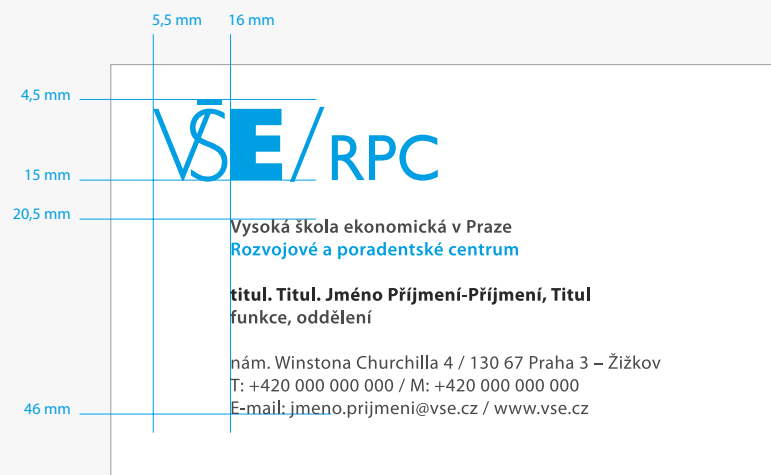 5,5 mm
16 mm
4,5 mm
VŠE/RPC
15 mm
20,5 mm
Vysoká škola ekonomická v Praze
Rozvojové a poradentské centrum
titul. Titul. Jméno Příjmení-Příjmení, Titul
funkce, oddělení
nám. Winstona Churchilla 4 / 130 67 Praha 3 – Žižkov
T: +420 000 000 000 / M: +420 000 000 000
46 mm
E-mail: jmeno.prijmeni@vse.cz / www.vse.cz